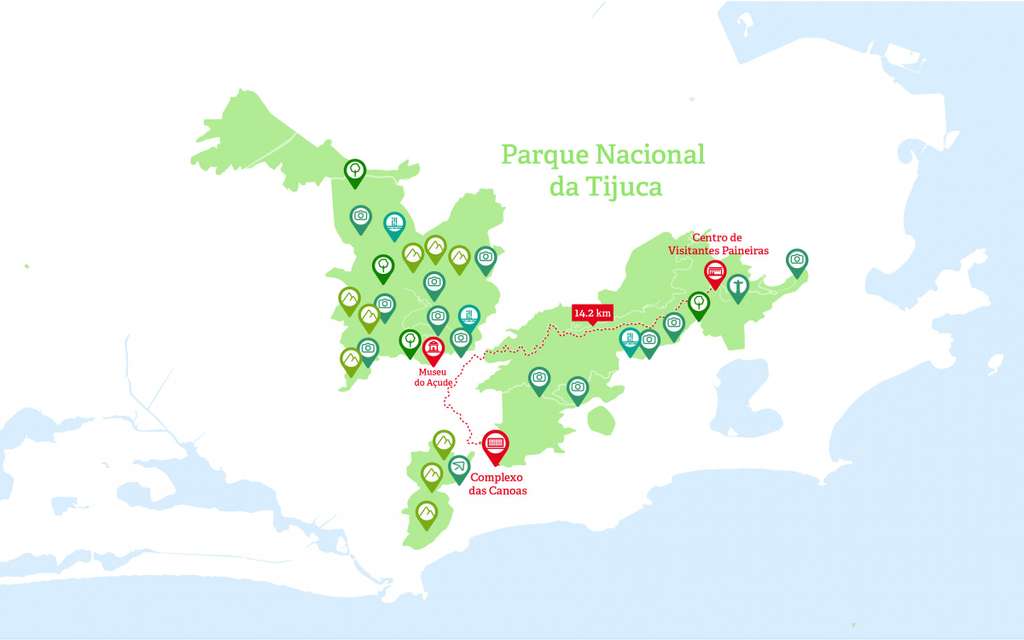 Parque Nacional
da Tijuca
Centro de
Visitantes Paineiras
14.2 km
Museu
do Açude
Complexo
das Canoas